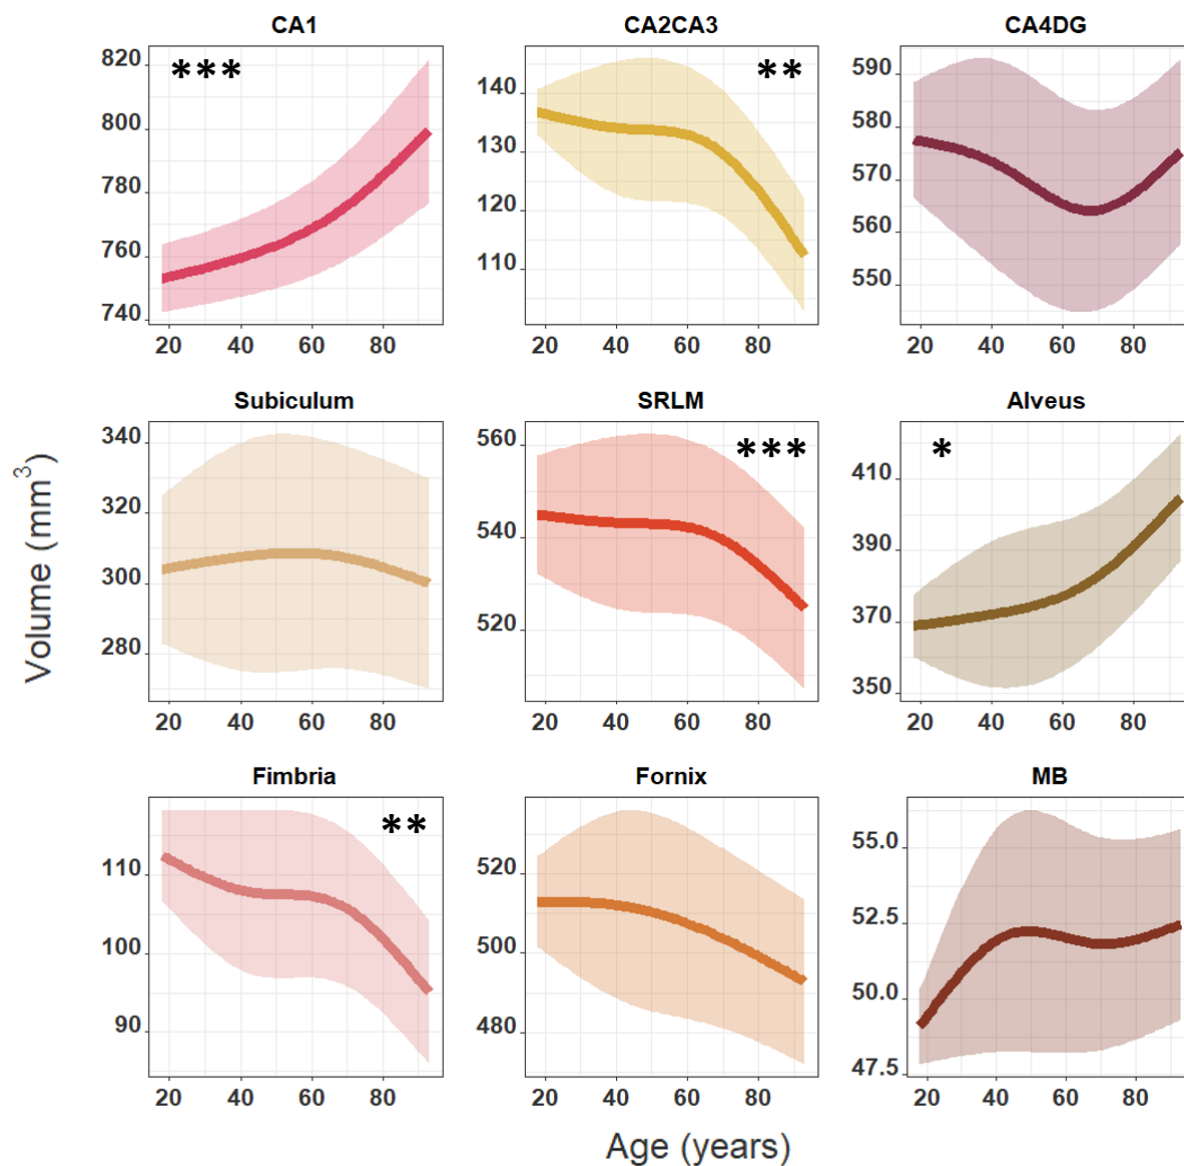 CA1 CA2CA3 CA4DG
820 *** 140 ** 590
800 130 580
780 120 570
760 110 560
740 550
20 40 60 80 20 40 60 80 20 40 60 80
Subiculum SRLM Alveus
340 560 *** * 410
320 540 390
300 520 370
280 350
20 40 60 80 20 40 60 80 20 40 60 80
Fimbria Fornix MB
110 ** 520 55.0
100 500 52.5
90 480 50.0
47.5
20 40 60 80 20 40 60 80 20 40 60 80
Volume (mm³)
Age (years)